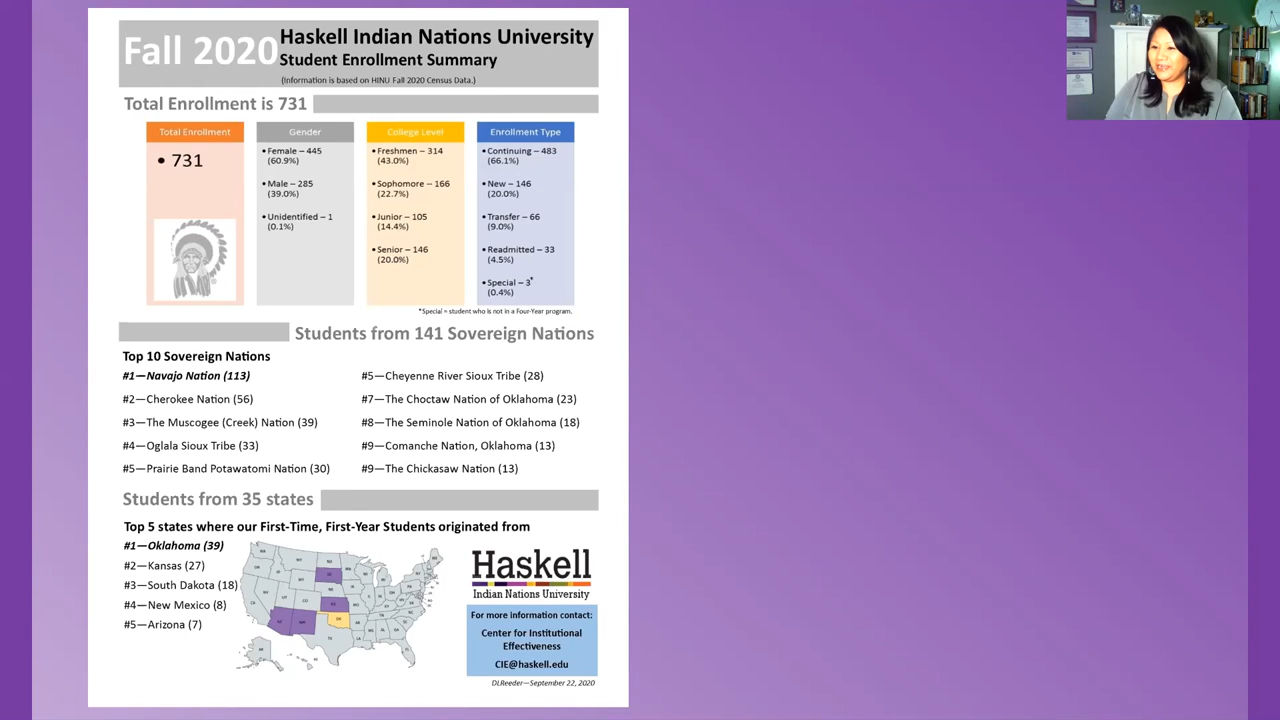 Fall 2020
Haskell Indian Nations University
Student Enrollment Summary
(Information is based on HINU Fall 2020 Census Data.)
Total Enrollment is 731
Total Enrollment
• 731
Gender
• Female – 445
(60.9%)
• Male – 285
(39.0%)
• Unidentified – 1
(0.1%)
College Level
• Freshmen – 314
(43.0%)
• Sophomore – 166
(22.7%)
• Junior – 105
(14.4%)
• Senior – 146
(20.0%)
Enrollment Type
• Continuing – 483
(66.1%)
• New – 146
(20.0%)
• Transfer – 66
(9.0%)
• Readmitted – 33
(4.5%)
• Special – 3*
(0.4%)
*Special = student who is not in a Four-Year program.
Students from 141 Sovereign Nations
Top 10 Sovereign Nations
#1—Navajo Nation (113)
#2—Cherokee Nation (56)
#3—The Muscogee (Creek) Nation (39)
#4—Oglala Sioux Tribe (33)
#5—Prairie Band Potawatomi Nation (30)
#5—Cheyenne River Sioux Tribe (28)
#7—The Choctaw Nation of Oklahoma (23)
#8—The Seminole Nation of Oklahoma (18)
#9—Comanche Nation, Oklahoma (13)
#9—The Chickasaw Nation (13)
Students from 35 states
Top 5 states where our First-Time, First-Year Students originated from
#1—Oklahoma (39)
#2—Kansas (27)
#3—South Dakota (18)
#4—New Mexico (8)
#5—Arizona (7)
Haskell
Indian Nations University
For more information contact:
Center for Institutional
Effectiveness
CIE@haskell.edu
DLReeder—September 22, 2020